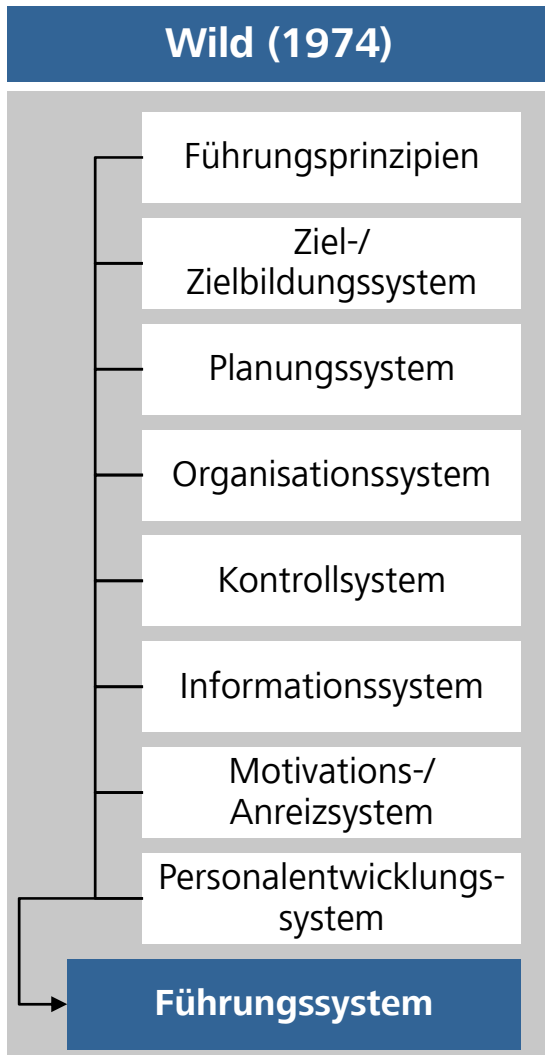 Wild (1974)
Führungsprinzipien
Ziel-/
Zielbildungssystem
Planungssystem
Organisationssystem
Kontrollsystem
Informationssystem
Motivations-/
Anreizsystem
Personalentwicklungs-
system
Führungssystem